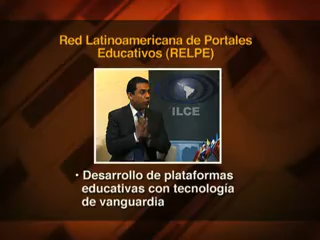 Red Latinoamericana de Portales
Educativos (RELPE)
ILCE
• Desarrollo de plataformas
educativas con tecnología
de vanguardia